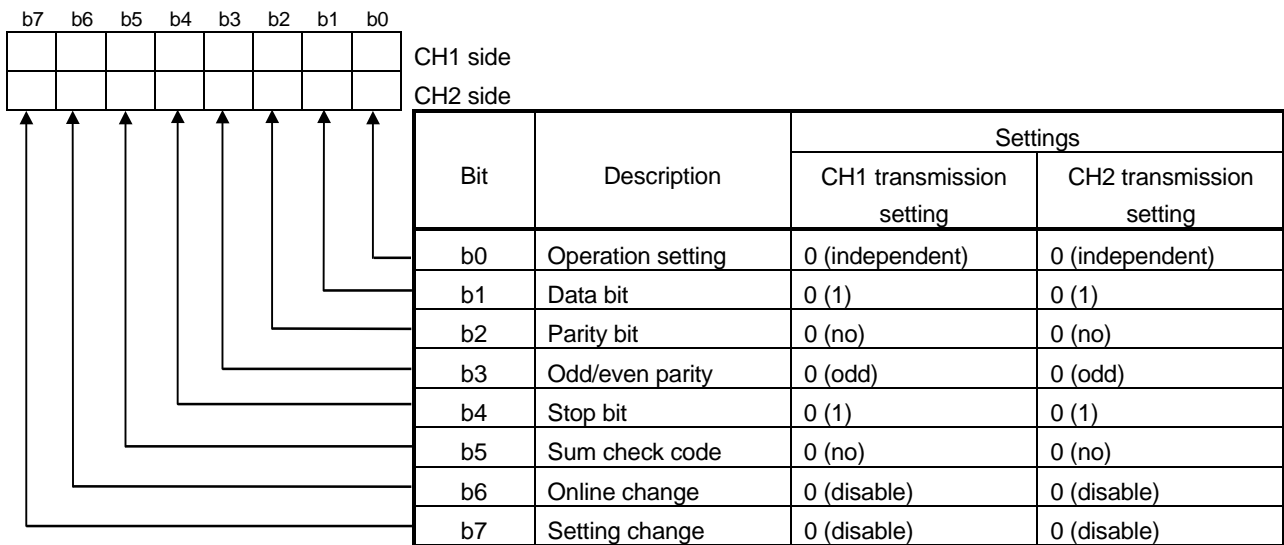 b7 b6 b5 b4 b3 b2 b1 b0
CH1 side
CH2 side
Bit Description Settings
CH1 transmission setting CH2 transmission setting
b0 Operation setting 0 (independent) 0 (independent)
b1 Data bit 0 (1) 0 (1)
b2 Parity bit 0 (no) 0 (no)
b3 Odd/even parity 0 (odd) 0 (odd)
b4 Stop bit 0 (1) 0 (1)
b5 Sum check code 0 (no) 0 (no)
b6 Online change 0 (disable) 0 (disable)
b7 Setting change 0 (disable) 0 (disable)